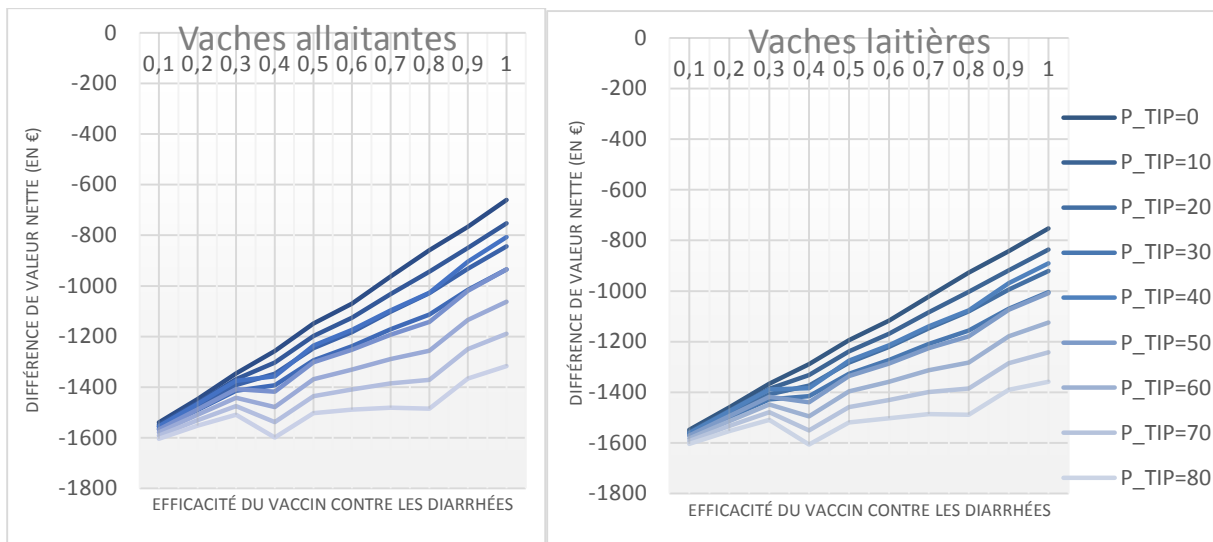 Vaches allaitantes
0
0,1 0,2 0,3 0,4 0,5 0,6 0,7 0,8 0,9 1
-200
-400
-600
-800
-1000
-1200
-1400
-1600
-1800
DIFFÉRENCE DE VALEUR NETTE (EN €)
EFFICACITÉ DU VACCIN CONTRE LES DIARRHÉES
Vaches laitières
0
0,1 0,2 0,3 0,4 0,5 0,6 0,7 0,8 0,9 1
-200
-400
-600
-800
-1000
-1200
-1400
-1600
-1800
DIFFÉRENCE DE VALEUR NETTE (EN €)
EFFICACITÉ DU VACCIN CONTRE LES DIARRHÉES
P_TIP=0
P_TIP=10
P_TIP=20
P_TIP=30
P_TIP=40
P_TIP=50
P_TIP=60
P_TIP=70
P_TIP=80